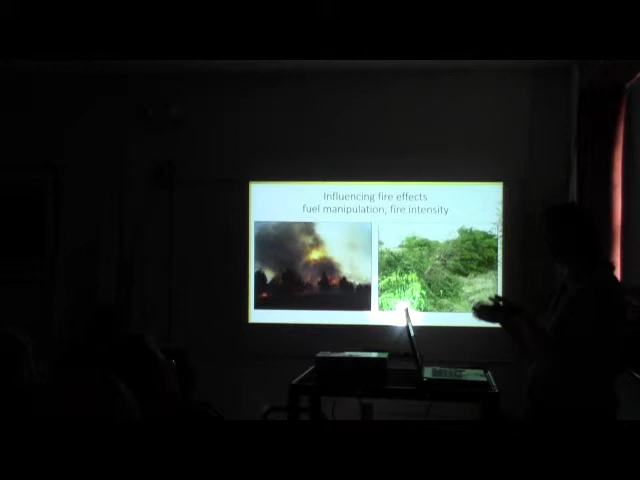 Influencing fire effects
fuel manipulation, fire intensity